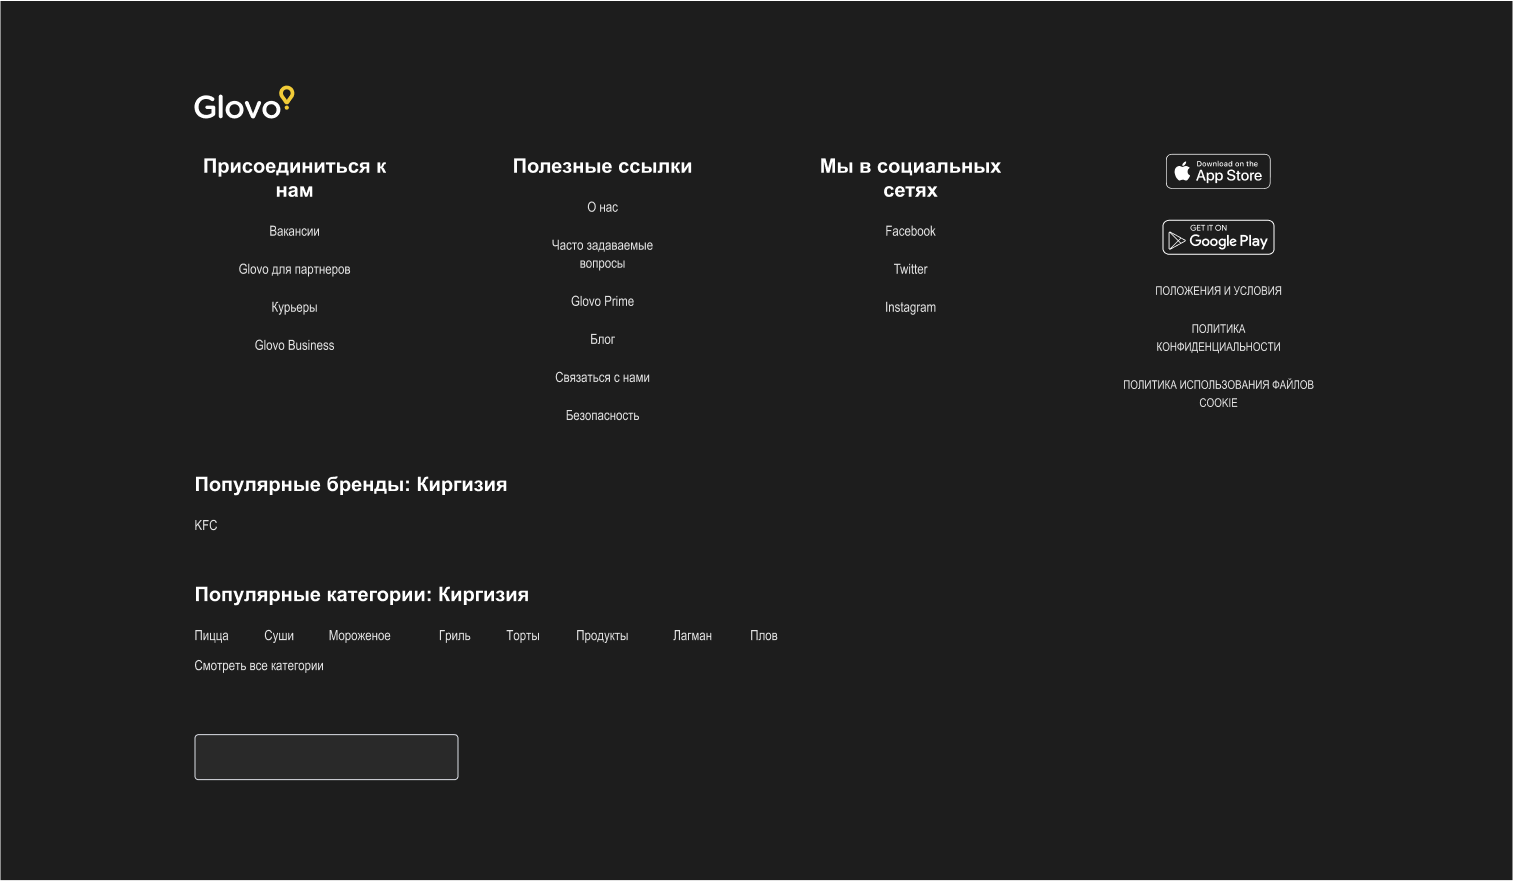 Glovo
Присоединиться к
нам
Вакансии
Glovo для партнеров
Курьеры
Glovo Business
Полезные ссылки
О нас
Часто задаваемые
вопросы
Glovo Prime
Блог
Связаться с нами
Безопасность
Мы в социальных
сетях
Facebook
Twitter
Instagram
Download on the
App Store
GET IT ON
Google Play
ПОЛОЖЕНИЯ И УСЛОВИЯ
ПОЛИТИКА
КОНФИДЕНЦИАЛЬНОСТИ
ПОЛИТИКА ИСПОЛЬЗОВАНИЯ ФАЙЛОВ
COOKIE
Популярные бренды: Киргизия
KFC
Популярные категории: Киргизия
Пицца Суши Мороженое Гриль Торты Продукты Лагман Плов
Смотреть все категории